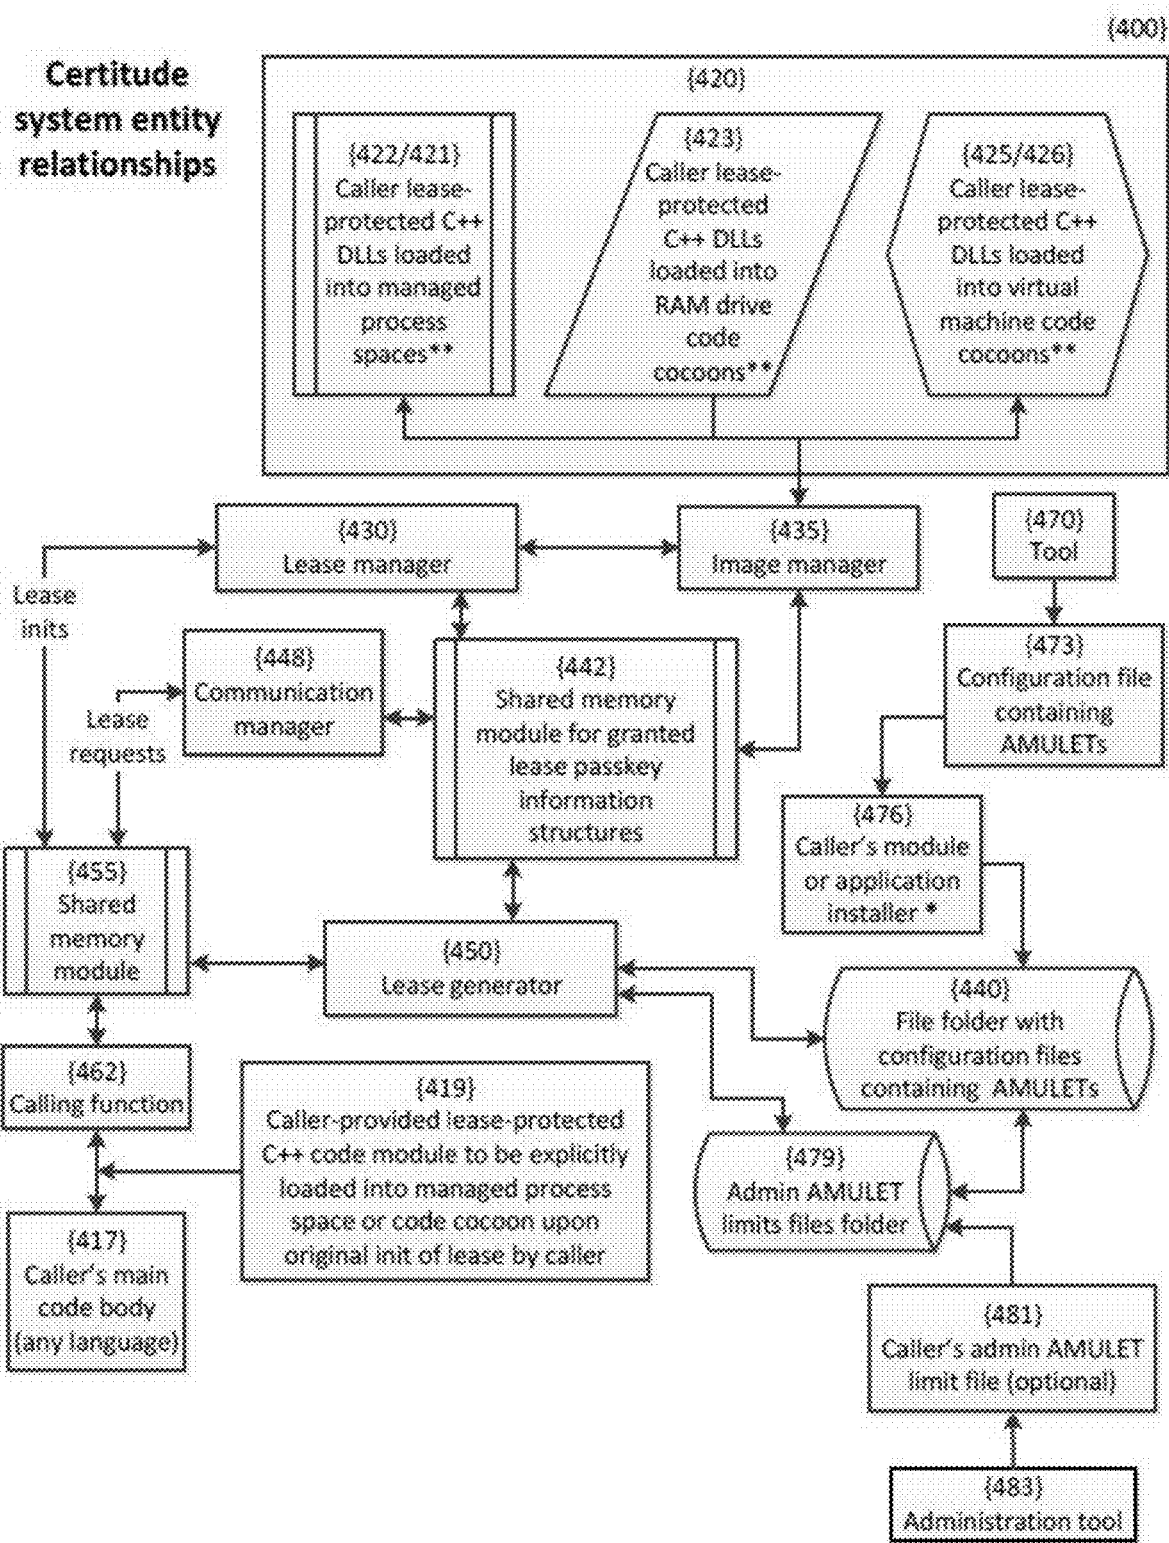 {400}
Certitude
system entity
relationships
{420}
{422/421}
Caller lease-
protected C++
DLLs loaded
into managed
process
spaces**
{423}
Caller lease-
protected
C++ DLLs
loaded into
RAM drive
code
cocoons**
{425/426}
Caller lease-
protected C++
DLLs loaded
into virtual
machine code
cocoons**
{430}
Lease manager
{435}
Image manager
{470}
Tool
Lease
inits
{448}
Communication
manager
{442}
Shared memory
module for granted
lease passkey
information
structures
{473}
Configuration file
containing
AMULETs
Lease
requests
{476}
Caller's module
or application
installer *
{455}
Shared
memory
module
{450}
Lease generator
{440}
File folder with
configuration files
containing AMULETs
{462}
Calling function
{419}
Caller-provided lease-protected
C++ code module to be explicitly
loaded into managed process
space or code cocoon upon
original init of lease by caller
{479}
Admin AMULET
limits files folder
{417}
Caller's main
code body
(any language)
{481}
Caller's admin AMULET
limit file (optional)
{483}
Administration tool